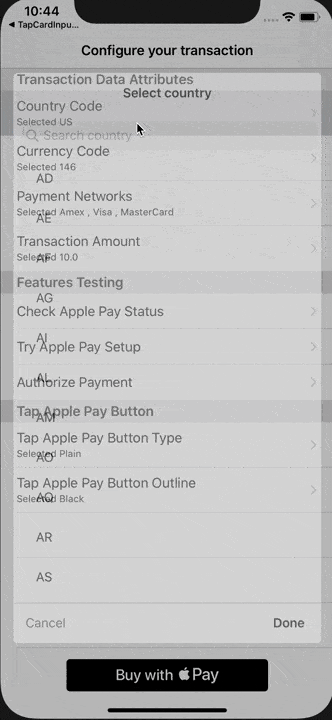 10:44
◀ TapCardInpu...
Configure your transaction
Transaction Data Attributes
Select country
Country Code
Selected US
Search country
Currency Code
Selected 146
AD
Payment Networks
Selected Amex , Visa , MasterCard
AE
Transaction Amount
Selected 10.0
AF
Features Testing
AG
Check Apple Pay Status
AI
Try Apple Pay Setup
AL
Authorize Payment
Tap Apple Pay Button
AM
Tap Apple Pay Button Type
Selected Plain
AO
Tap Apple Pay Button Outline
Selected Black
AQ
AR
AS
Cancel
Done
Buy with Pay